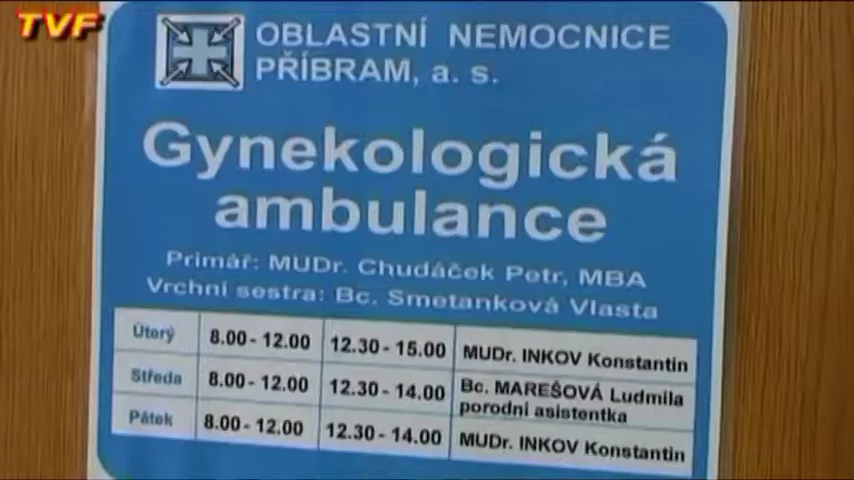 TVF
OBLASTNÍ NEMOCNICE
PŘÍBRAM, a. s.
Gynekologická
ambulance
Primář: MUDr. Chudáček Petr, MBA
Vrchní sestra: Bc. Smetanková Vlasta
Úterý 8.00 - 12.00 12.30 - 15.00 MUDr. INKOV Konstantin
Středa 8.00 - 12.00 12.30 - 14.00 Bc. MAREŠOVÁ Ludmila
porodní asistentka
Pátek 8.00 - 12.00 12.30 - 14.00 MUDr. INKOV Konstantin